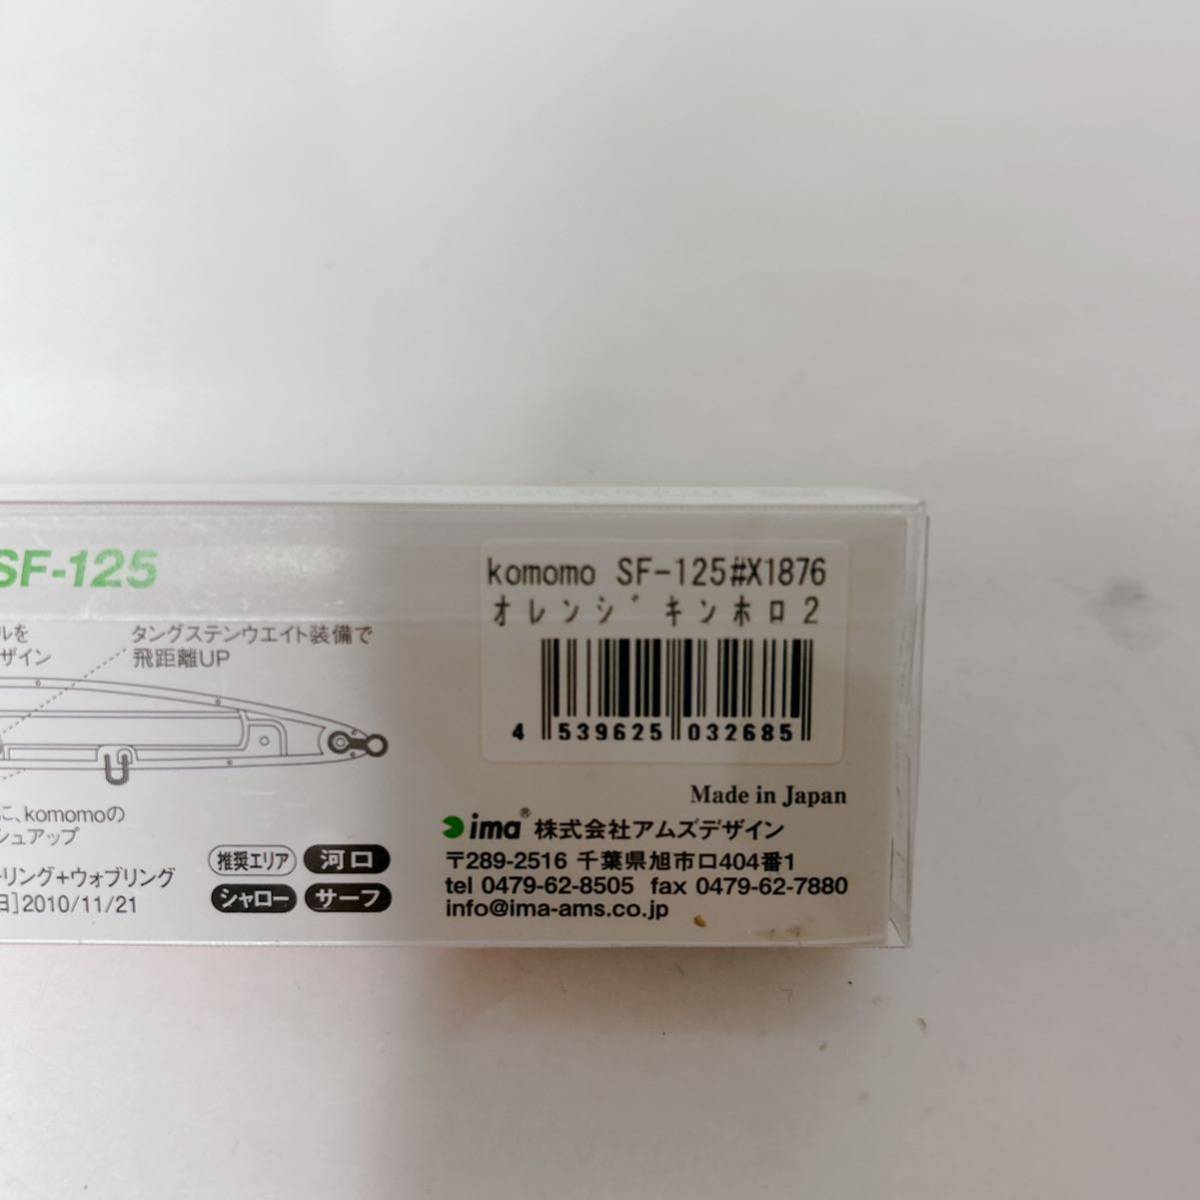 SF-125
ルを
ザイン
タングステンウエイト装備で
飛距離UP
に、komomoの
シュアップ
推奨エリア 河口
シャロー サーフ
ーリング+ウォブリング
日]2010/11/21
komomo SF-125#X1876
オレンシ゛ キンホロ2
4 539625 032685
Made in Japan
ima® 株式会社アムズデザイン
〒289-2516 千葉県旭市ロ404番1
tel 0479-62-8505 fax 0479-62-7880
info@ima-ams.co.jp